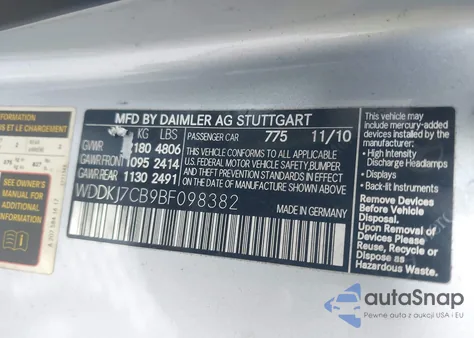 INFORMATION
ET LE CHARGEMENT
SEE OWNER'S
MANUAL FOR
ADDITIONAL
INFORMATION
MFD BY DAIMLER AG STUTTGART
KG LBS PASSENGER CAR 775 11/10
GVWR 2180 4806
GAWR FRONT 1095 2414
GAWR REAR 1130 2491
THIS VEHICLE CONFORMS TO ALL APPLICABLE
U.S. FEDERAL MOTOR VEHICLE SAFETY, BUMPER,
AND THEFT PREVENTION STANDARDS IN EFFECT
ON THE DATE OF MANUFACTURE SHOWN ABOVE.
WDDKJ7CB9BF098382
This vehicle may include
mercury-added devices
installed by the
manufacturer:
• High Intensity
Discharge Headlamps
• Displays
• Back-lit Instruments
Remove Devices
Before Vehicle
Disposal.
Upon Removal of
Devices Please
Reuse, Recycle or
Dispose as
Hazardous Waste.
autoSnap
Pewne auta z aukcji USA i EU